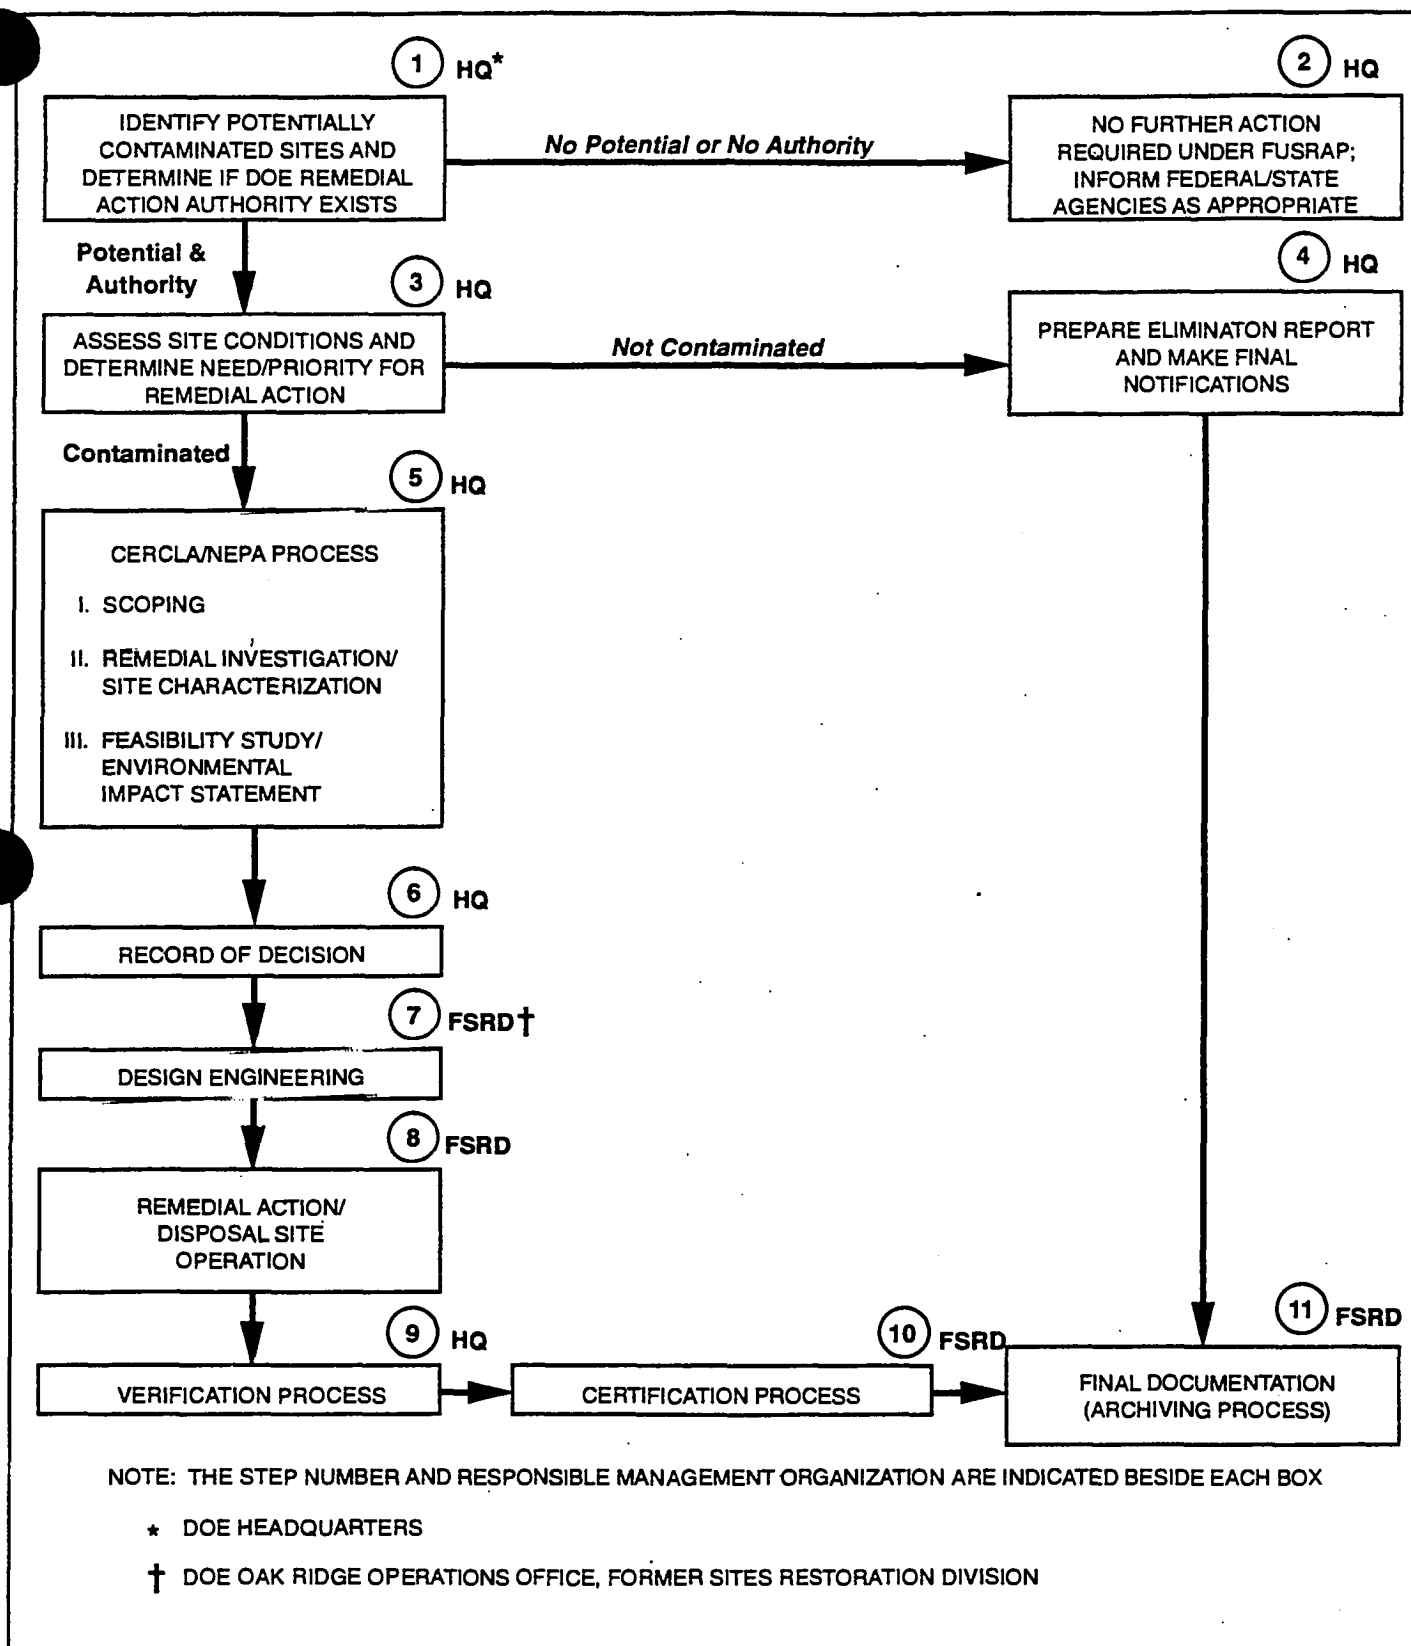 1 HQ*
IDENTIFY POTENTIALLY
CONTAMINATED SITES AND
DETERMINE IF DOE REMEDIAL
ACTION AUTHORITY EXISTS
No Potential or No Authority
2 HQ
NO FURTHER ACTION
REQUIRED UNDER FUSRAP;
INFORM FEDERAL/STATE
AGENCIES AS APPROPRIATE
Potential &
Authority
3 HQ
ASSESS SITE CONDITIONS AND
DETERMINE NEED/PRIORITY FOR
REMEDIAL ACTION
Not Contaminated
4 HQ
PREPARE ELIMINATON REPORT
AND MAKE FINAL
NOTIFICATIONS
Contaminated
5 HQ
CERCLA/NEPA PROCESS
I. SCOPING
II. REMEDIAL INVESTIGATION/
SITE CHARACTERIZATION
III. FEASIBILITY STUDY/
ENVIRONMENTAL
IMPACT STATEMENT
6 HQ
RECORD OF DECISION
7 FSRD†
DESIGN ENGINEERING
8 FSRD
REMEDIAL ACTION/
DISPOSAL SITE
OPERATION
9 HQ
VERIFICATION PROCESS
10 FSRD
CERTIFICATION PROCESS
11 FSRD
FINAL DOCUMENTATION
(ARCHIVING PROCESS)
NOTE: THE STEP NUMBER AND RESPONSIBLE MANAGEMENT ORGANIZATION ARE INDICATED BESIDE EACH BOX
* DOE HEADQUARTERS
† DOE OAK RIDGE OPERATIONS OFFICE, FORMER SITES RESTORATION DIVISION